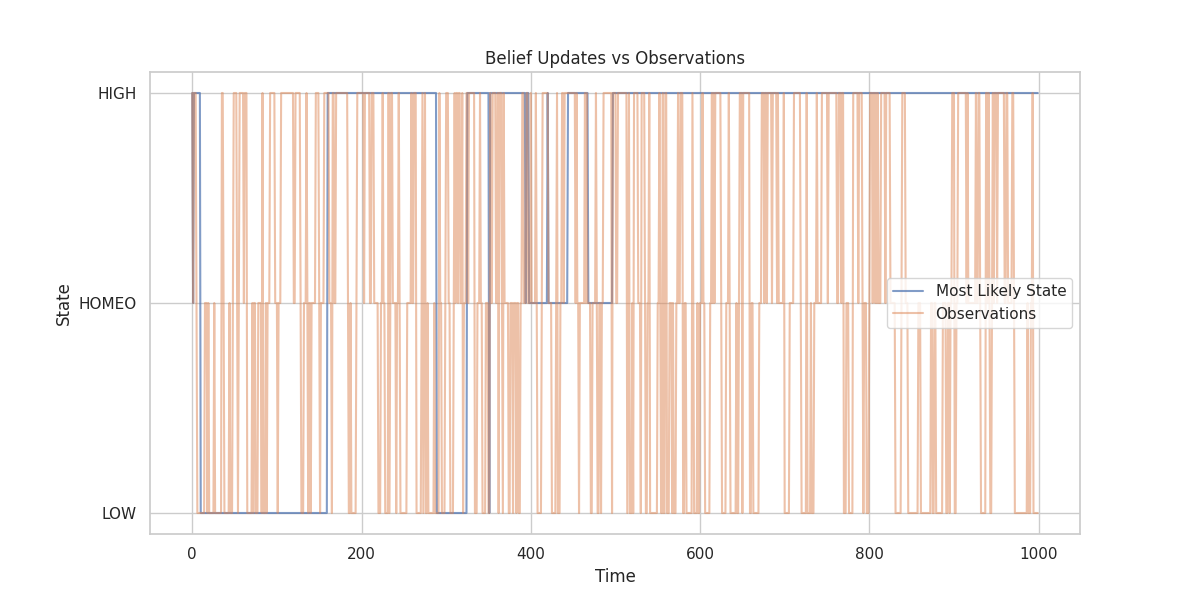 Belief Updates vs Observations
HIGH
HOMEO
LOW
State
Most Likely State
Observations
0
200
400
600
800
1000
Time